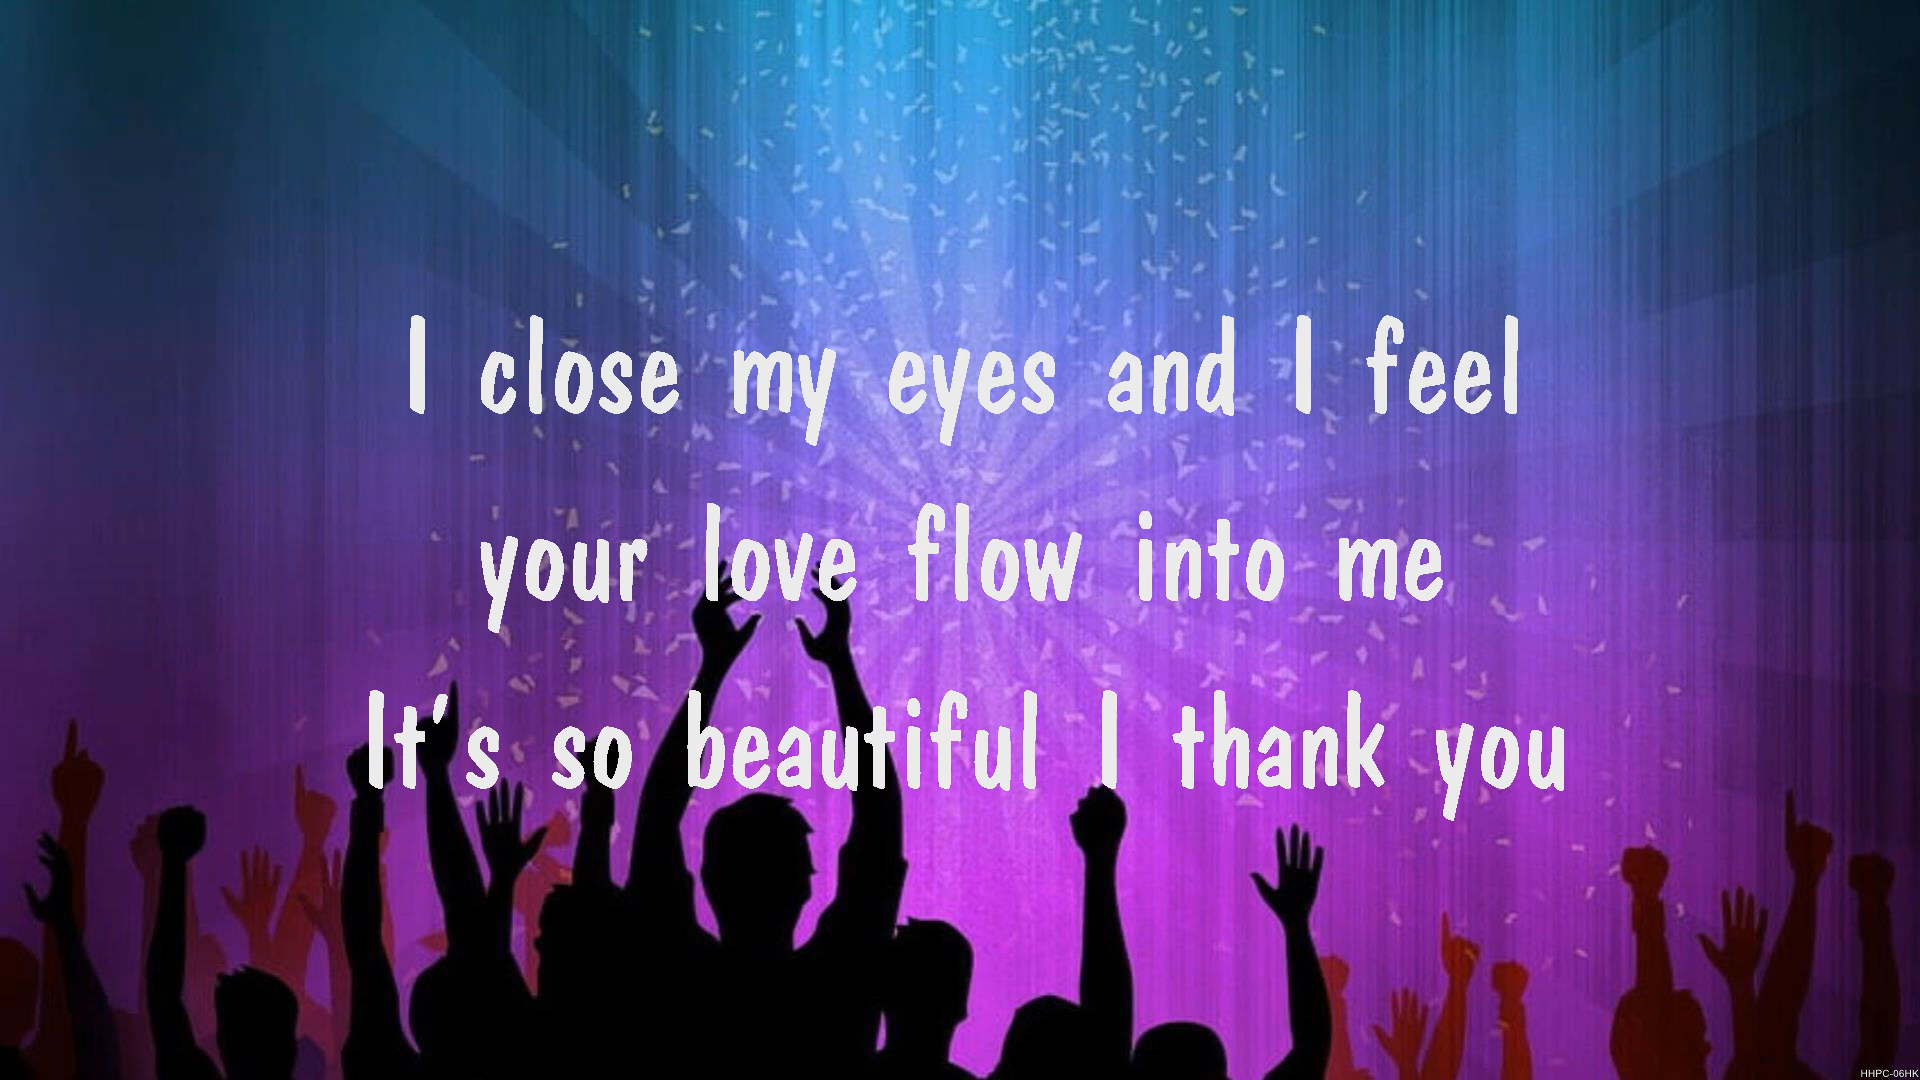 I close my eyes and I feel
your love flow into me
It's so beautiful I thank you
HHPC-06HK